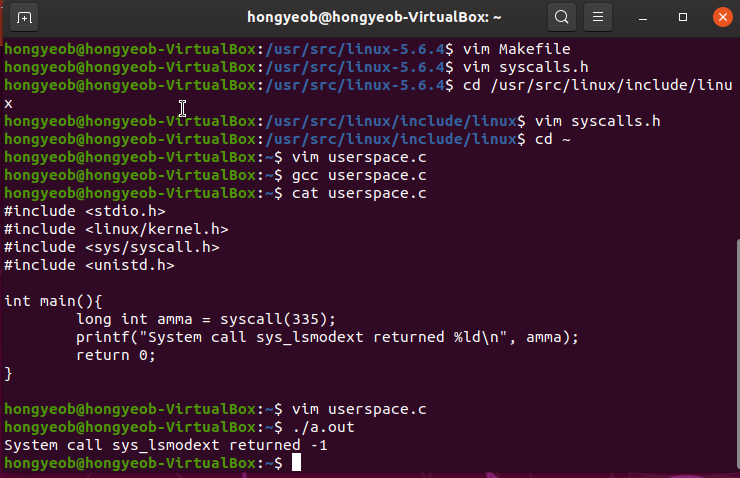 hongyeob@hongyeob-VirtualBox: ~
hongyeob@hongyeob-VirtualBox:/usr/src/linux-5.6.4$ vim Makefile
hongyeob@hongyeob-VirtualBox:/usr/src/linux-5.6.4$ vim syscalls.h
hongyeob@hongyeob-VirtualBox:/usr/src/linux-5.6.4$ cd /usr/src/linux/include/linu
x
hongyeob@hongyeob-VirtualBox:/usr/src/linux/include/linux$ vim syscalls.h
hongyeob@hongyeob-VirtualBox:/usr/src/linux/include/linux$ cd ~
hongyeob@hongyeob-VirtualBox:~$ vim userspace.c
hongyeob@hongyeob-VirtualBox:~$ gcc userspace.c
hongyeob@hongyeob-VirtualBox:~$ cat userspace.c
#include <stdio.h>
#include <linux/kernel.h>
#include <sys/syscall.h>
#include <unistd.h>

int main(){
        long int amma = syscall(335);
        printf("System call sys_lsmodext returned %ld\n", amma);
        return 0;
}

hongyeob@hongyeob-VirtualBox:~$ vim userspace.c
hongyeob@hongyeob-VirtualBox:~$ ./a.out
System call sys_lsmodext returned -1
hongyeob@hongyeob-VirtualBox:~$